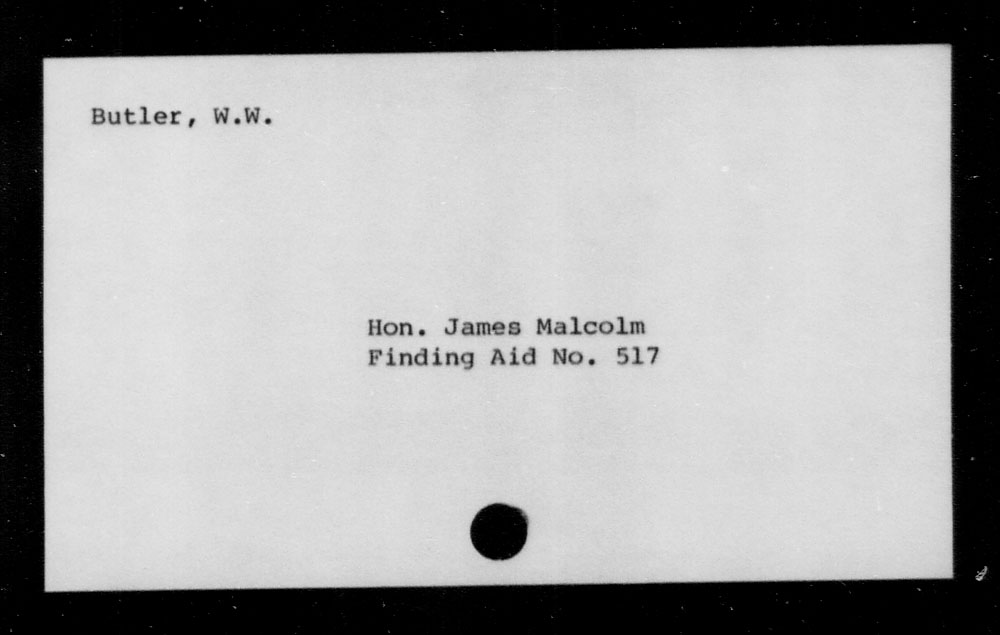 Butler, W.W.
Hon. James Malcolm
Finding Aid No. 517